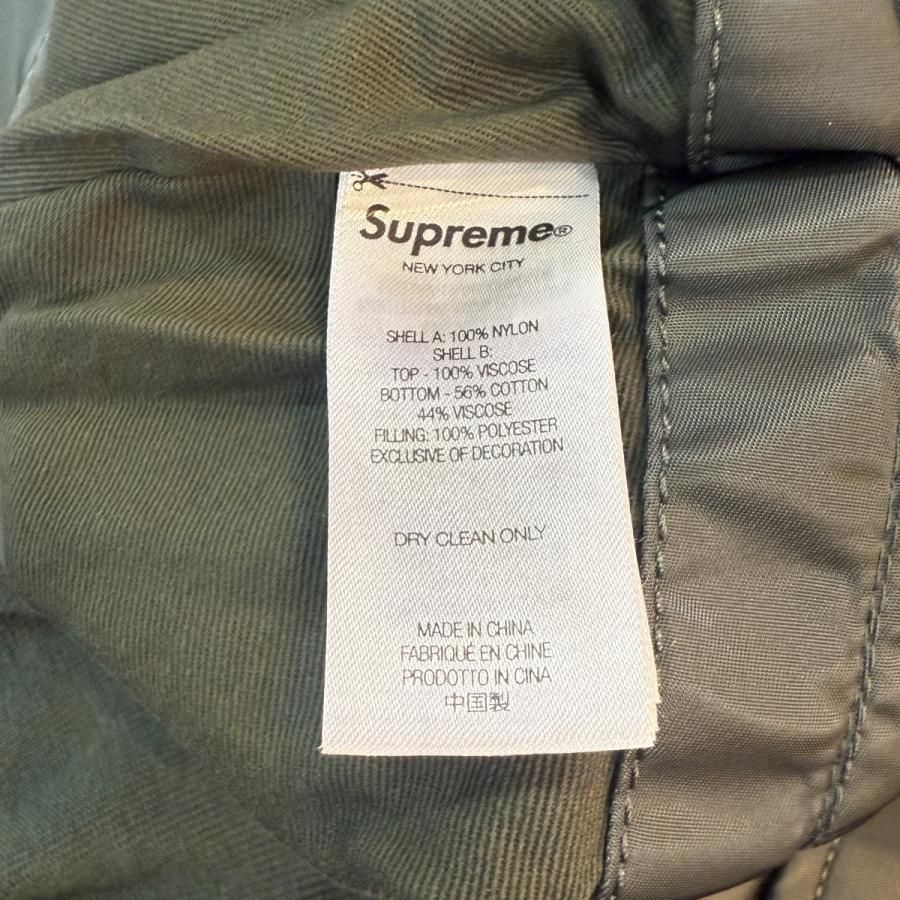 Supreme®
NEW YORK CITY
SHELL A: 100% NYLON
SHELL B:
TOP - 100% VISCOSE
BOTTOM - 56% COTTON
44% VISCOSE
FILLING: 100% POLYESTER
EXCLUSIVE OF DECORATION
DRY CLEAN ONLY
MADE IN CHINA
FABRIQUÉ EN CHINE
PRODOTTO IN CINA
中国製